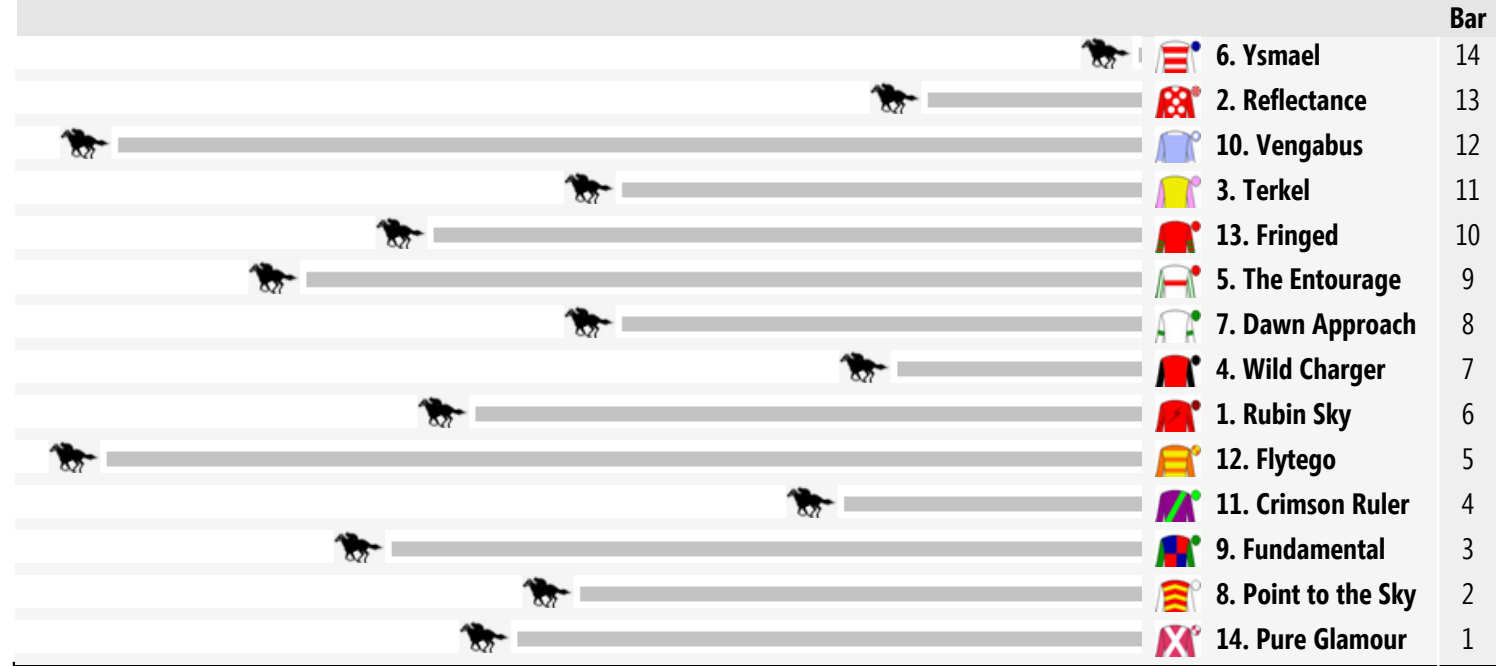 Bar
6. Ysmael 14
2. Reflectance 13
10. Vengabus 12
3. Terkel 11
13. Fringed 10
5. The Entourage 9
7. Dawn Approach 8
4. Wild Charger 7
1. Rubin Sky 6
12. Flytego 5
11. Crimson Ruler 4
9. Fundamental 3
8. Point to the Sky 2
14. Pure Glamour 1